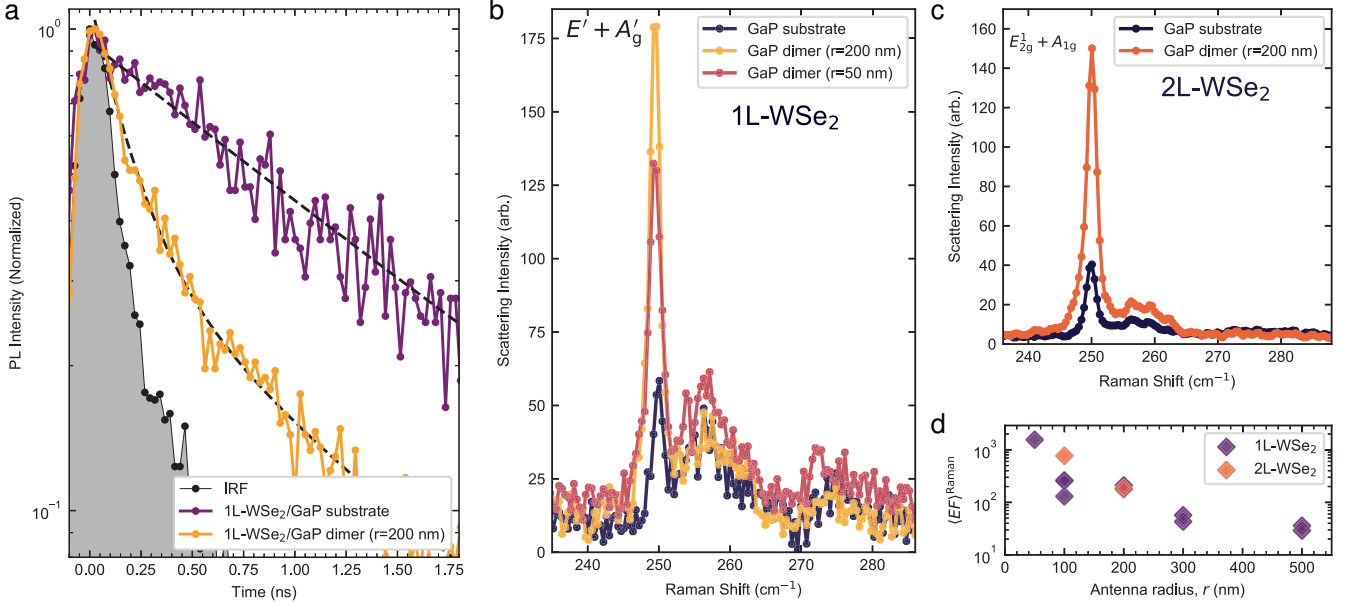 a
PL Intensity (Normalized)
10⁰
10⁻¹
0.00 0.25 0.50 0.75 1.00 1.25 1.50 1.75
Time (ns)
IRF
1L-WSe₂/GaP substrate
1L-WSe₂/GaP dimer (r=200 nm)
b
Scattering Intensity (arb.)
175
150
125
100
75
50
25
0
240 250 260 270 280
Raman Shift (cm⁻¹)
E′ + A′g
GaP substrate
GaP dimer (r=200 nm)
GaP dimer (r=50 nm)
1L-WSe₂
c
Scattering Intensity (arb.)
160
140
120
100
80
60
40
20
0
240 250 260 270 280
Raman Shift (cm⁻¹)
E¹2g + A1g
GaP substrate
GaP dimer (r=200 nm)
2L-WSe₂
d
⟨EF⟩ᴿᵃᵐᵃⁿ
10³
10²
10¹
0 100 200 300 400 500
Antenna radius, r (nm)
1L-WSe₂
2L-WSe₂